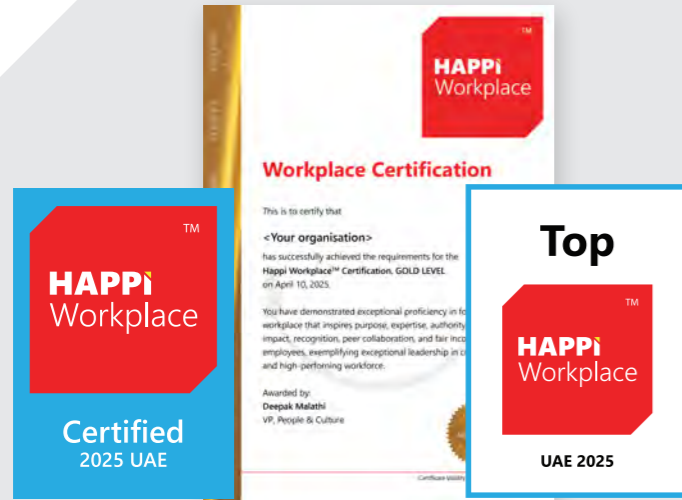 TM
HAPPi
Workplace
Workplace Certification
This is to certify that
<Your organisation>
has successfully achieved the requirements for the
Happi Workplace™ Certification, GOLD LEVEL
on April 10, 2025.
You have demonstrated exceptional proficiency in
workplace that inspires purpose, expertise, authority,
impact, recognition, peer collaboration, and fair
employees, exemplifying exceptional leadership in
and high-performing workforce.
Awarded by:
Deepak Malathi
VP, People & Culture
Certificate Validity
TM
HAPPi
Workplace
Certified
2025 UAE
Top
TM
HAPPi
Workplace
UAE 2025